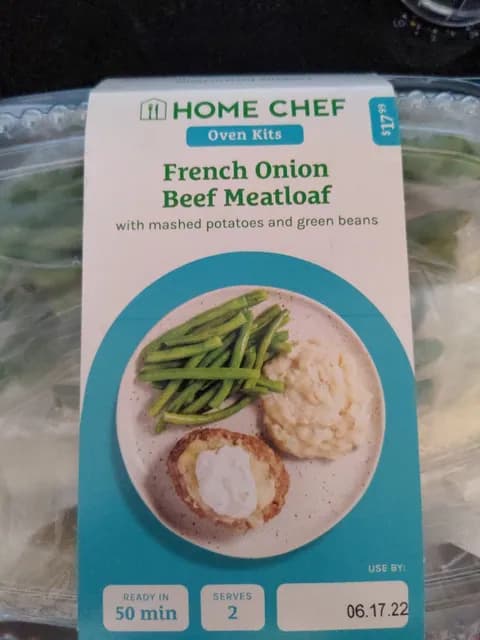 HOME CHEF
Oven Kits
$17.99
French Onion
Beef Meatloaf
with mashed potatoes and green beans
USE BY:
READY IN
50 min
SERVES
2
06.17.22